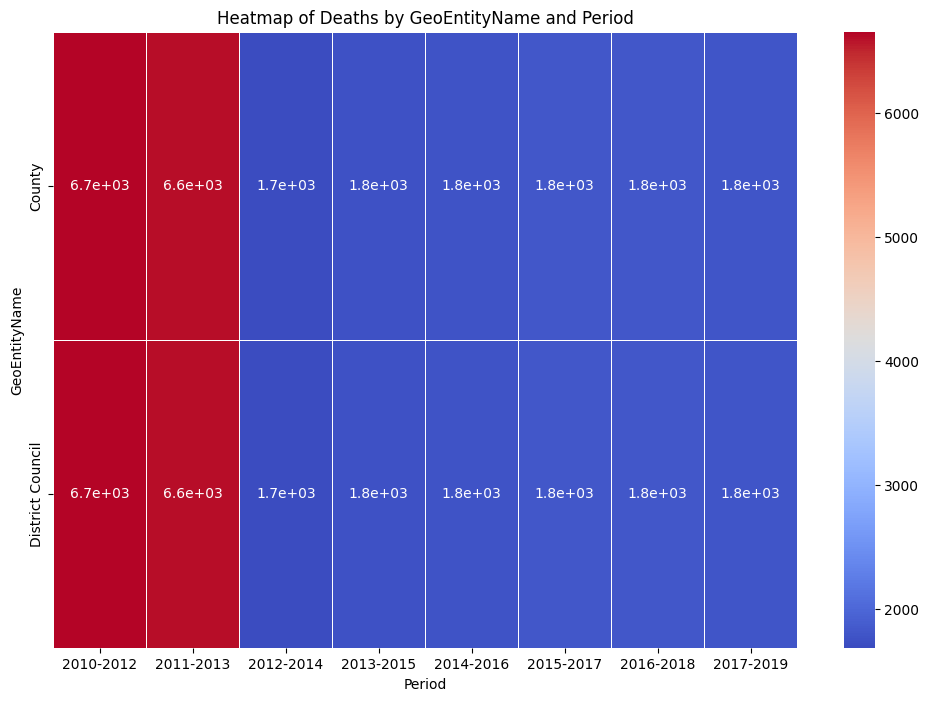 Heatmap of Deaths by GeoEntityName and Period
GeoEntityName
County
6.7e+03 6.6e+03 1.7e+03 1.8e+03 1.8e+03 1.8e+03 1.8e+03 1.8e+03
District Council
6.7e+03 6.6e+03 1.7e+03 1.8e+03 1.8e+03 1.8e+03 1.8e+03 1.8e+03
2010-2012 2011-2013 2012-2014 2013-2015 2014-2016 2015-2017 2016-2018 2017-2019
Period
6000
5000
4000
3000
2000